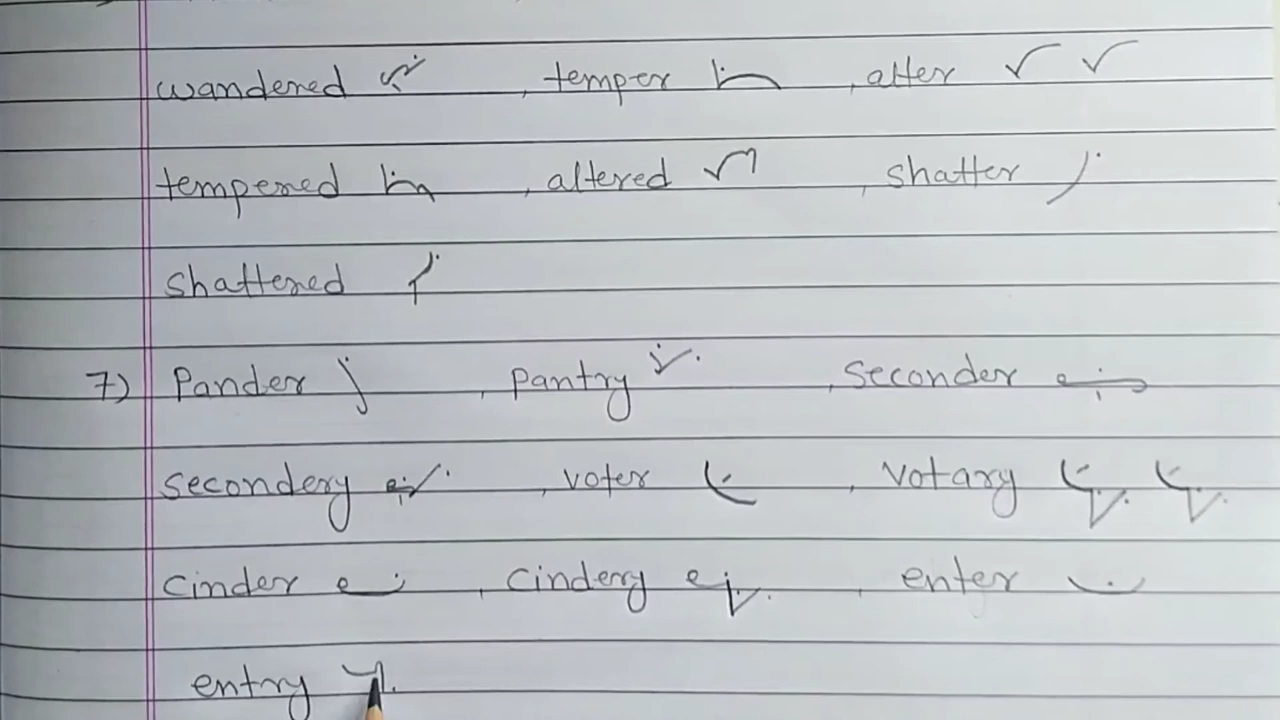 wandered , temper , alter
tempered , altered , shatter
shattered
7) Pander , pantry , seconder
secondery , voter , votary
cinder , cindery , enter
entry